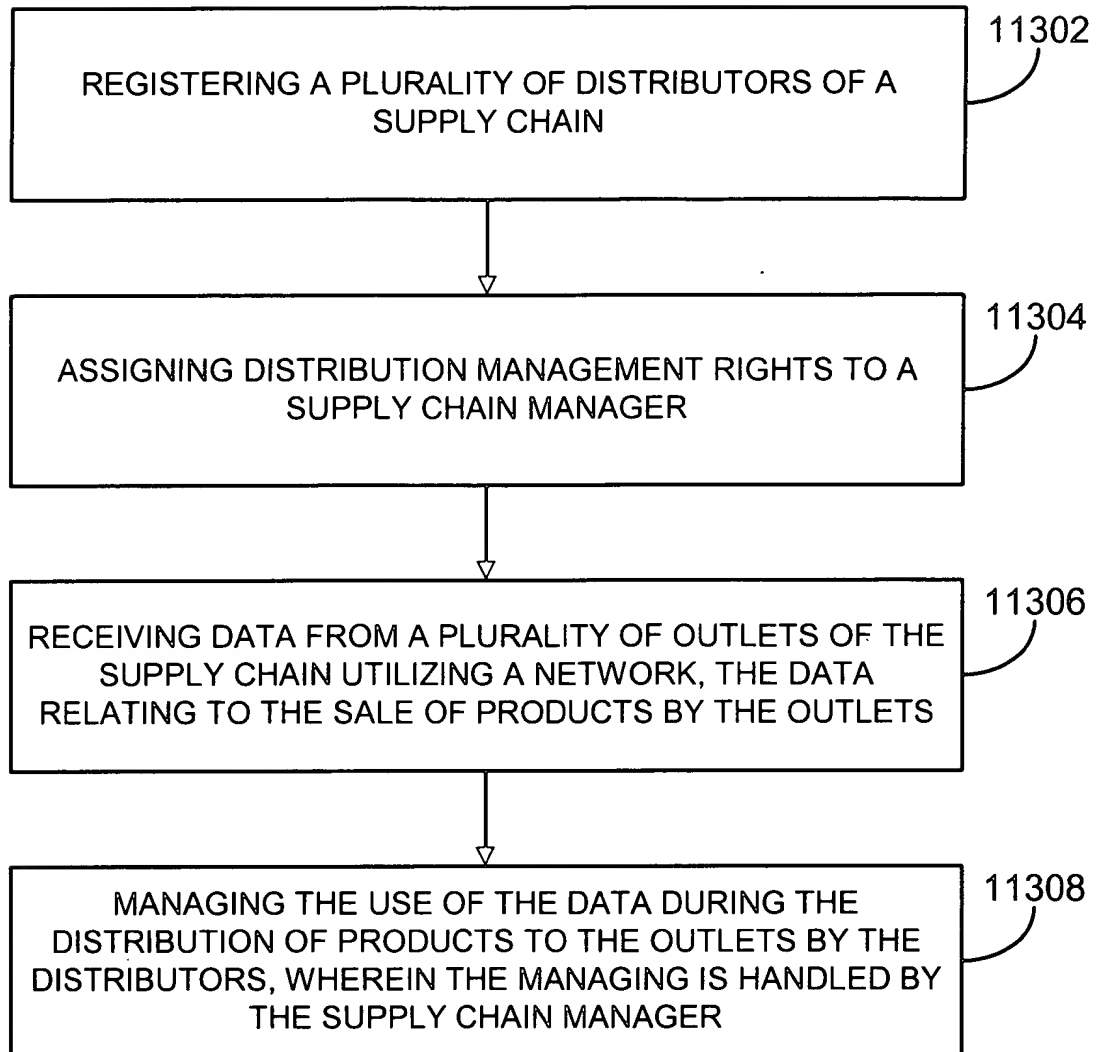 11302
REGISTERING A PLURALITY OF DISTRIBUTORS OF A
SUPPLY CHAIN
11304
ASSIGNING DISTRIBUTION MANAGEMENT RIGHTS TO A
SUPPLY CHAIN MANAGER
11306
RECEIVING DATA FROM A PLURALITY OF OUTLETS OF THE
SUPPLY CHAIN UTILIZING A NETWORK, THE DATA
RELATING TO THE SALE OF PRODUCTS BY THE OUTLETS
11308
MANAGING THE USE OF THE DATA DURING THE
DISTRIBUTION OF PRODUCTS TO THE OUTLETS BY THE
DISTRIBUTORS, WHEREIN THE MANAGING IS HANDLED BY
THE SUPPLY CHAIN MANAGER